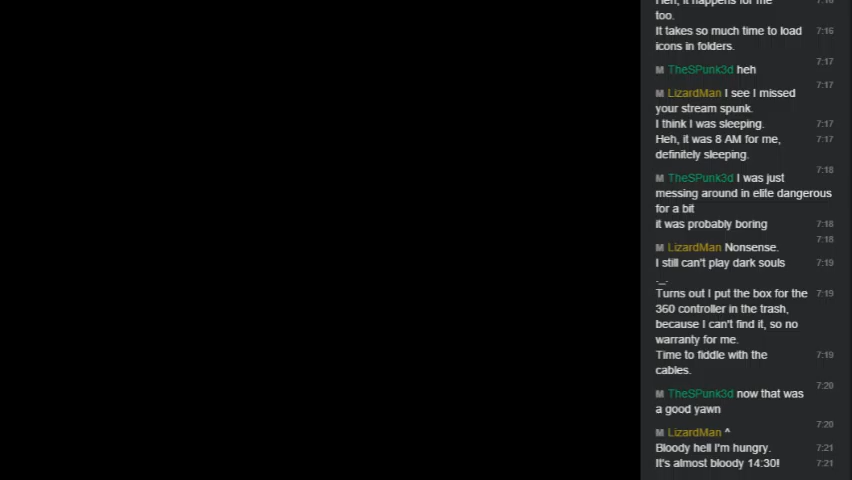 Heh, it happens for me 7:16
too.
It takes so much time to load 7:16
icons in folders.
7:17
M TheSPunk3d heh
7:17
M LizardMan I see I missed
your stream spunk.
I think I was sleeping. 7:17
Heh, it was 8 AM for me, 7:17
definitely sleeping.
7:18
M TheSPunk3d I was just
messing around in elite dangerous
for a bit
it was probably boring 7:18
7:18
M LizardMan Nonsense.
I still can't play dark souls 7:19
._.
Turns out I put the box for the 7:19
360 controller in the trash,
because I can't find it, so no
warranty for me.
Time to fiddle with the 7:19
cables.
7:20
M TheSPunk3d now that was
a good yawn
7:20
M LizardMan ^
Bloody hell I'm hungry. 7:21
It's almost bloody 14:30! 7:21